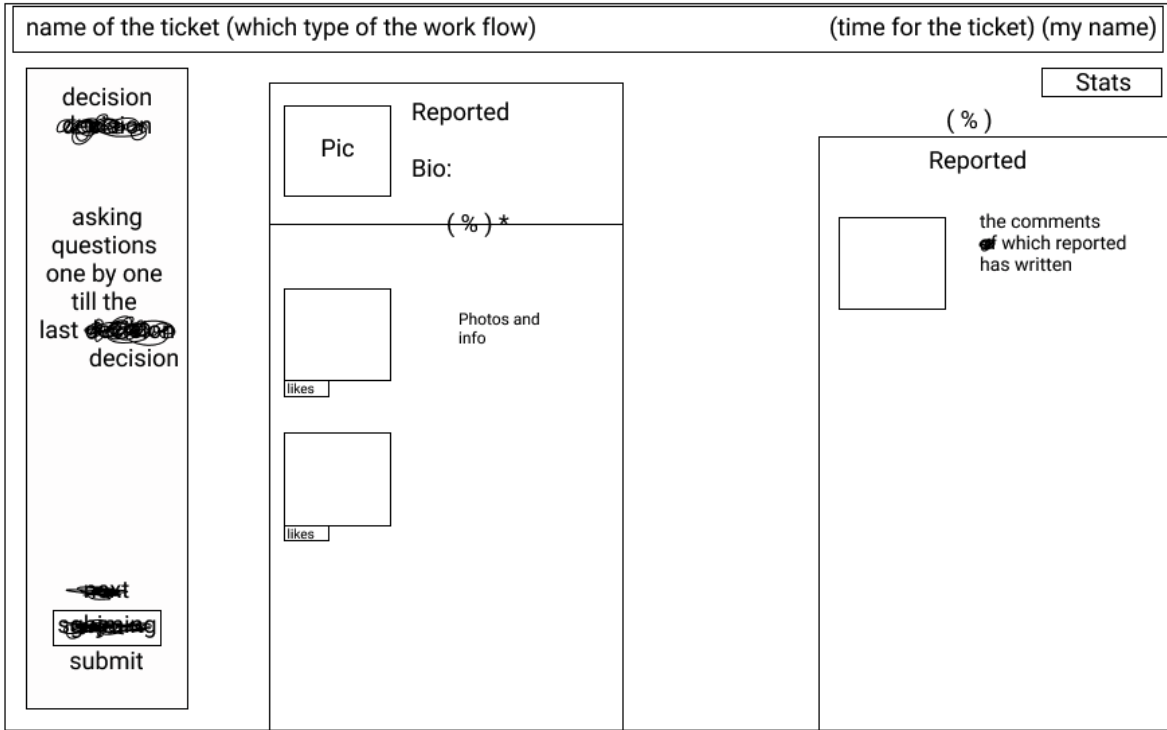 name of the ticket (which type of the work flow)
(time for the ticket) (my name)
decision
asking
questions
one by one
till the
last
decision
submit
Pic
Reported
Bio:
( % ) *
likes
Photos and
info
likes
Stats
( % )
Reported
the comments
which reported
has written